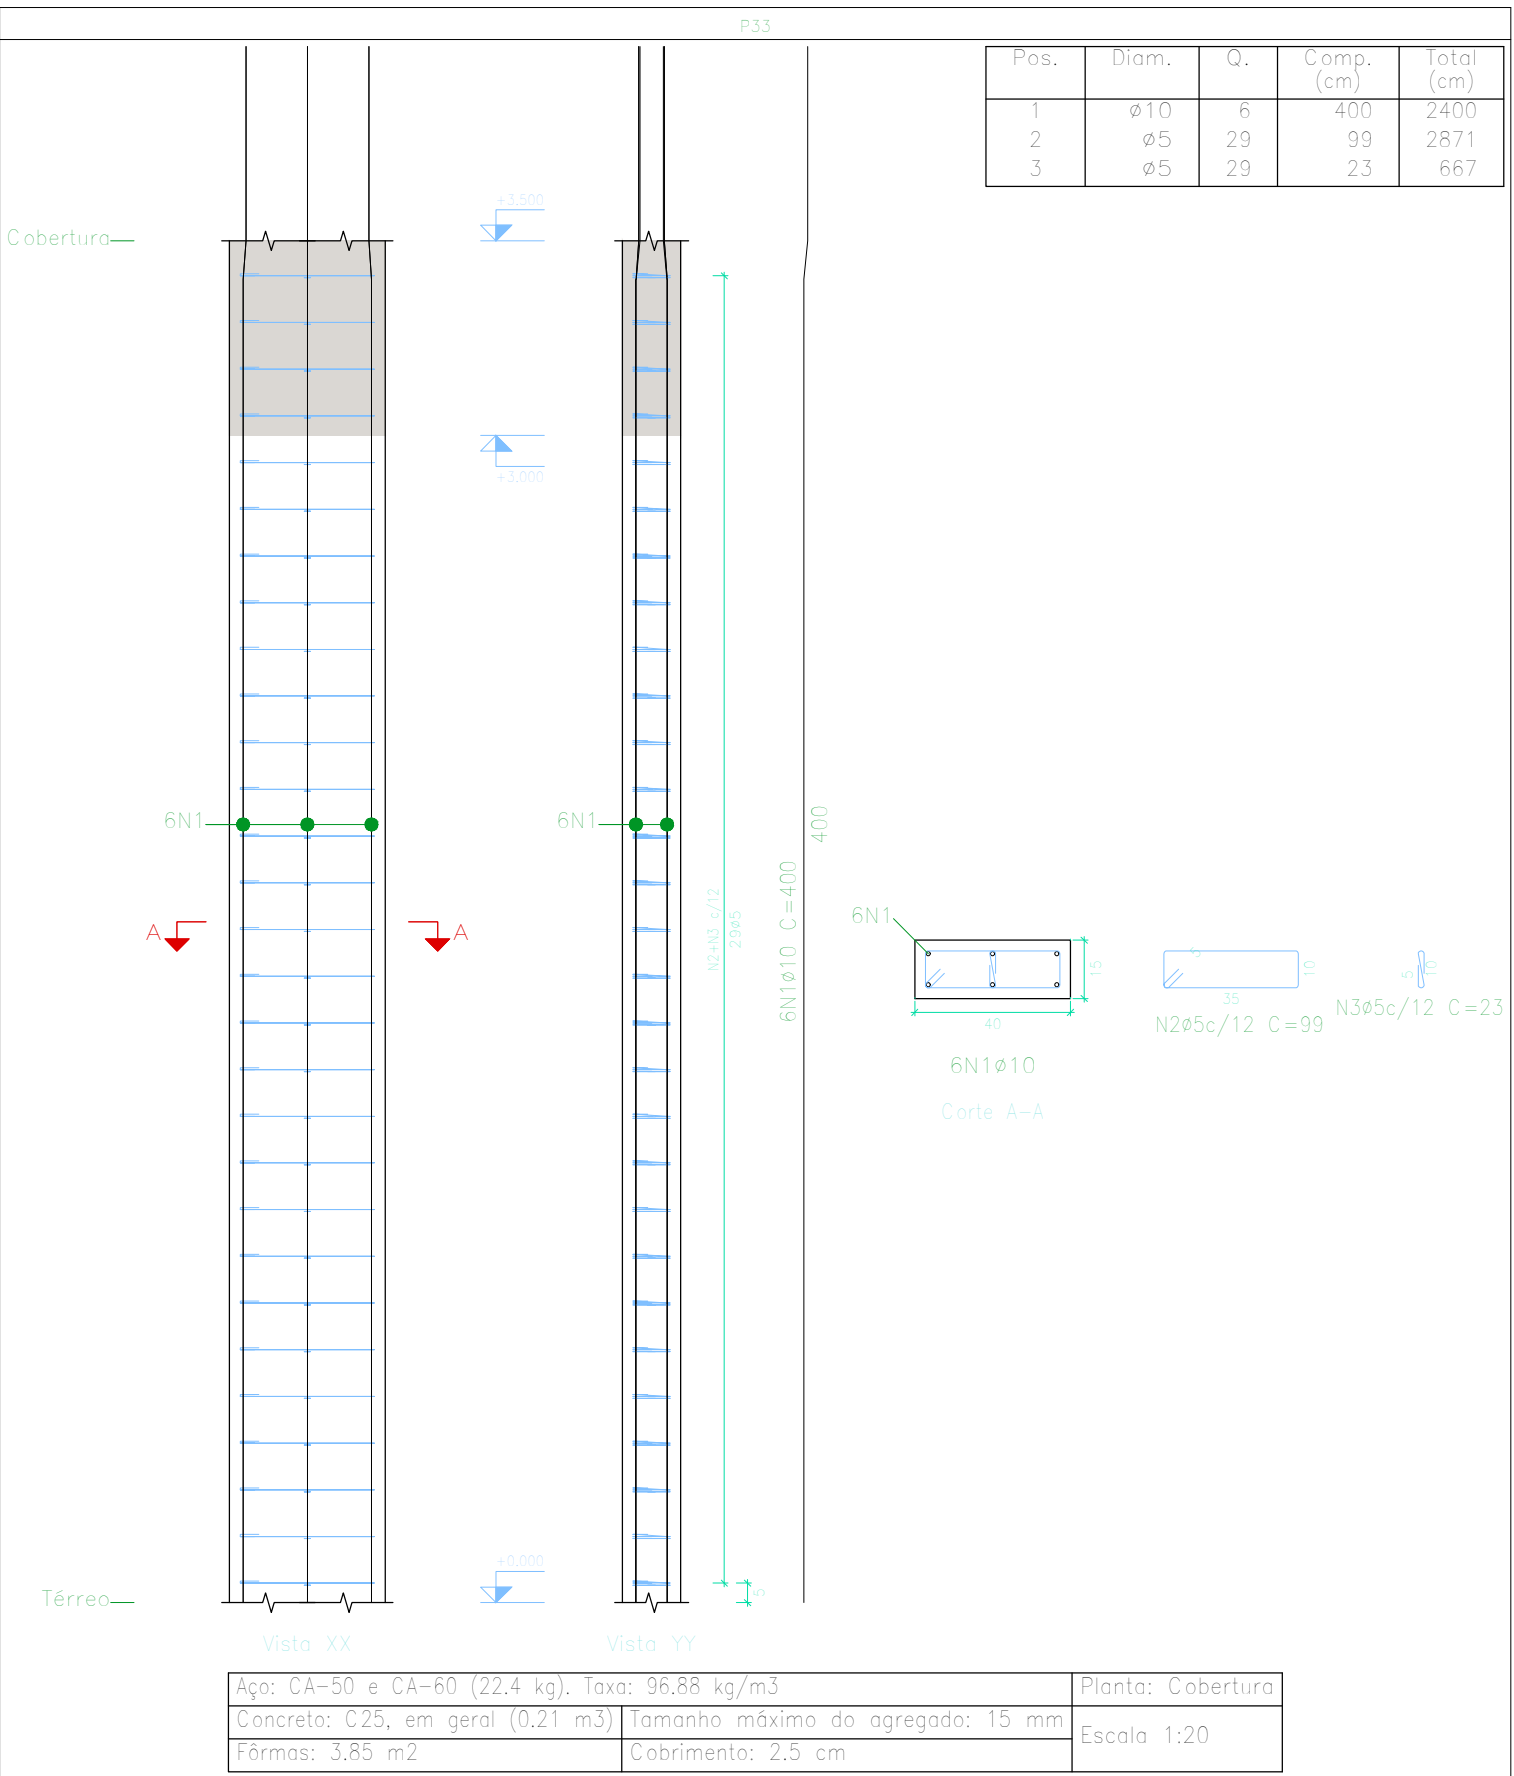 P33
Pos. Diam. Q. Comp. (cm) Total (cm)
1 ø10 6 400 2400
2 ø5 29 99 2871
3 ø5 29 23 667
+3.500
Cobertura
+3.000
6N1
6N1
400
6N1ø10 C=400
N2+N3 c/12
29ø5
A
A
6N1
15
40
6N1ø10
Corte A-A
5
10
35
N2ø5c/12 C=99
5
10
N3ø5c/12 C=23
+0.000
5
Térreo
Vista XX
Vista YY
Aço: CA-50 e CA-60 (22.4 kg). Taxa: 96.88 kg/m3
Planta: Cobertura
Concreto: C25, em geral (0.21 m3)
Tamanho máximo do agregado: 15 mm
Escala 1:20
Fôrmas: 3.85 m2
Cobrimento: 2.5 cm